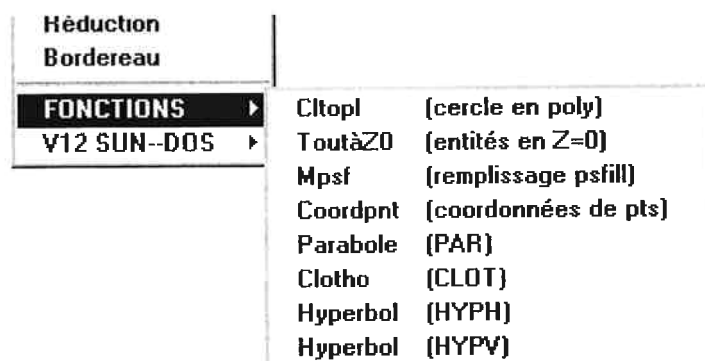 Réduction
Bordereau
FONCTIONS
V12 SUN--DOS
Cltopl (cercle en poly)
ToutàZ0 (entités en Z=0)
Mpsf (remplissage psfill)
Coordpnt (coordonnées de pts)
Parabole (PAR)
Clotho (CLOT)
Hyperbol (HYPH)
Hyperbol (HYPV)